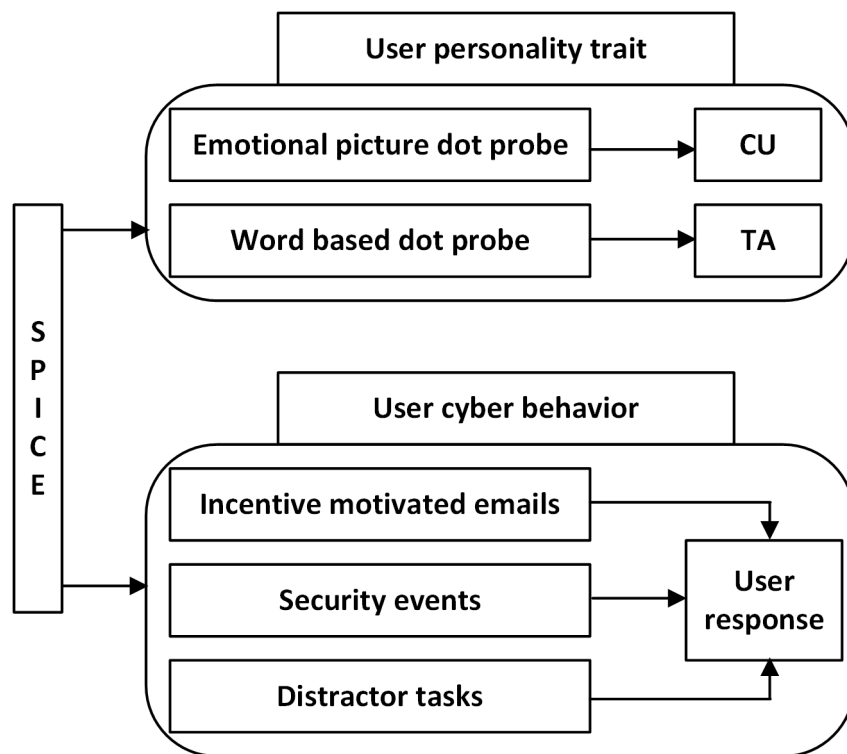 User personality trait
Emotional picture dot probe
CU
Word based dot probe
TA
S
P
I
C
E
User cyber behavior
Incentive motivated emails
Security events
User
response
Distractor tasks